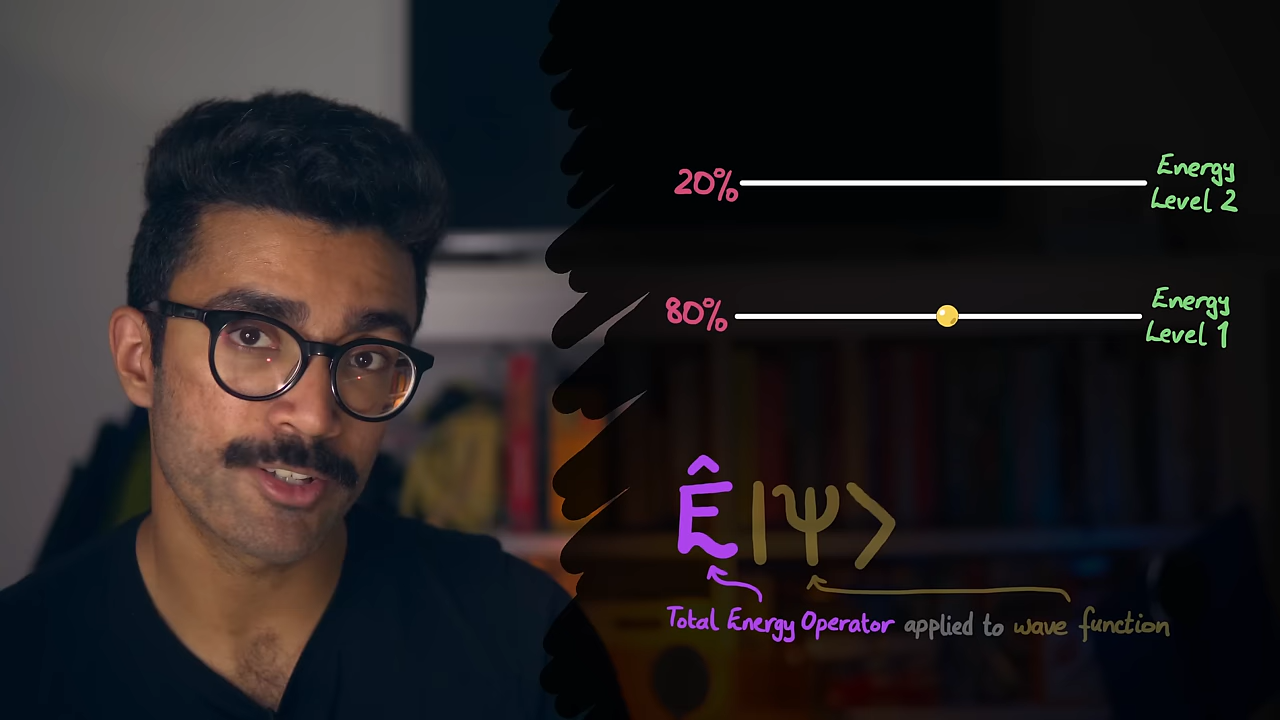 20%
Energy
Level 2
80%
Energy
Level 1
Ê|Ψ⟩
Total Energy Operator applied to wave function